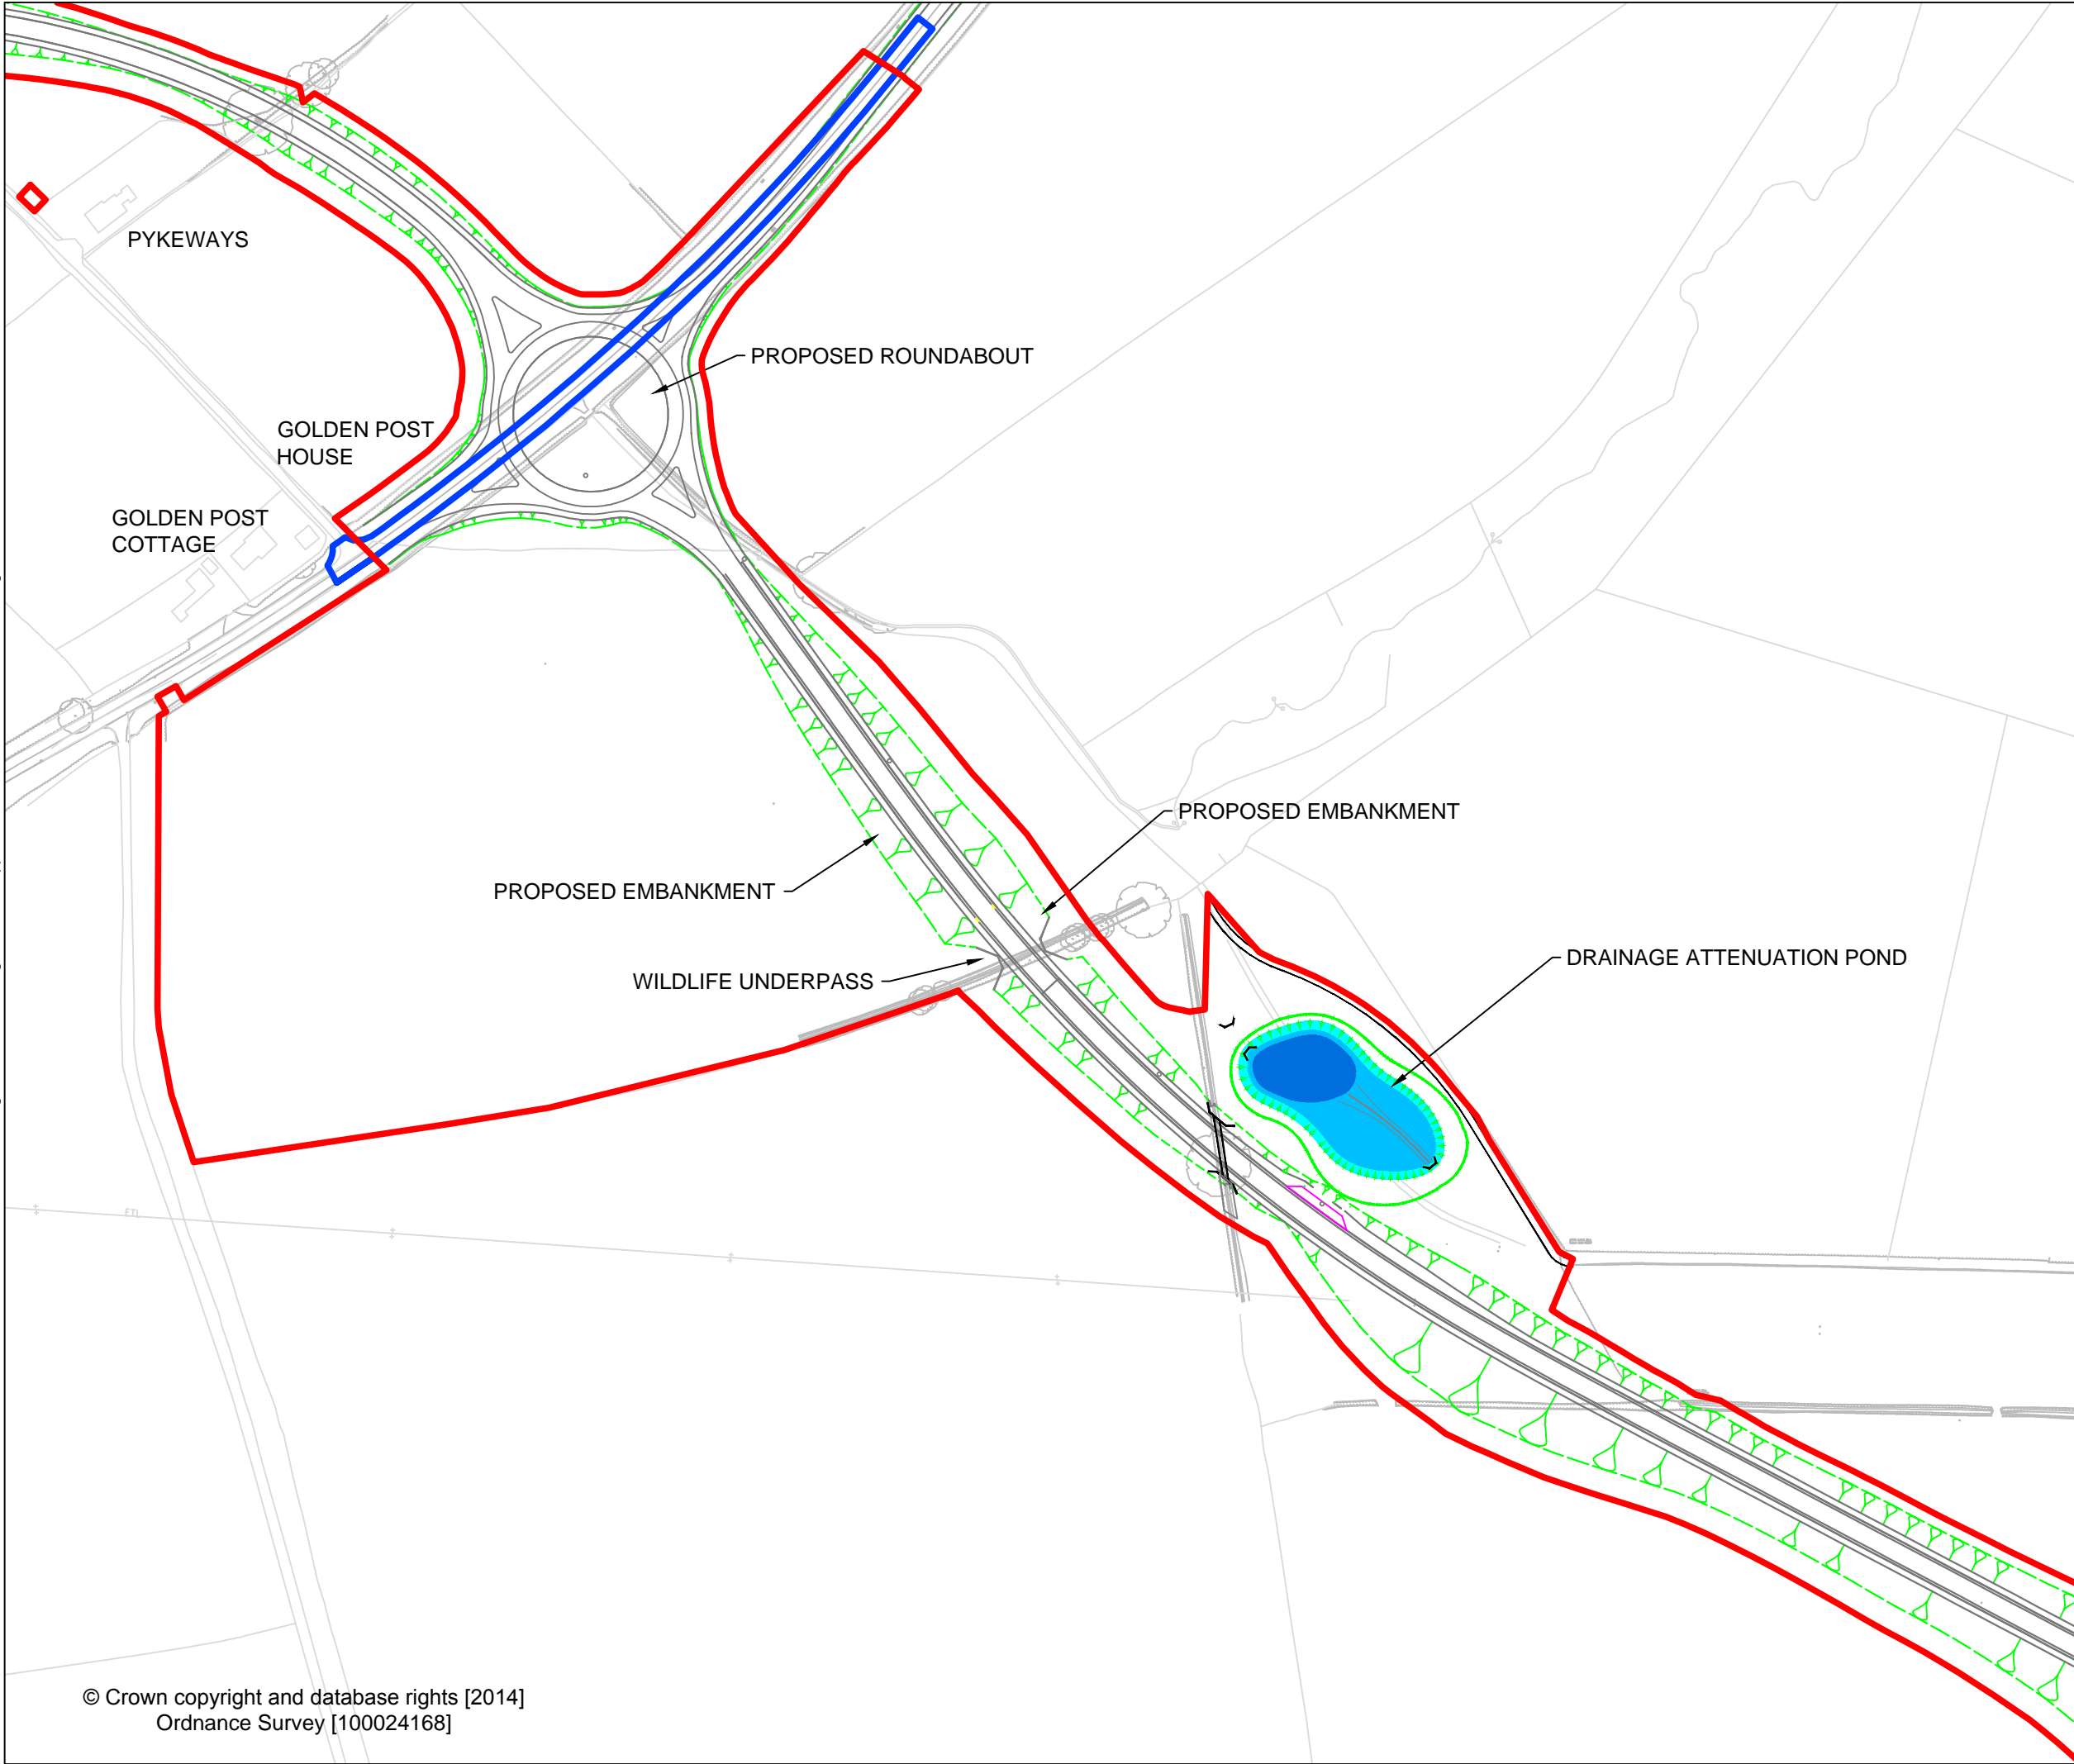 PYKEWAYS
PROPOSED ROUNDABOUT
GOLDEN POST
HOUSE
GOLDEN POST
COTTAGE
PROPOSED EMBANKMENT
PROPOSED EMBANKMENT
DRAINAGE ATTENUATION POND
WILDLIFE UNDERPASS
ETL
© Crown copyright and database rights [2014]
Ordnance Survey [100024168]